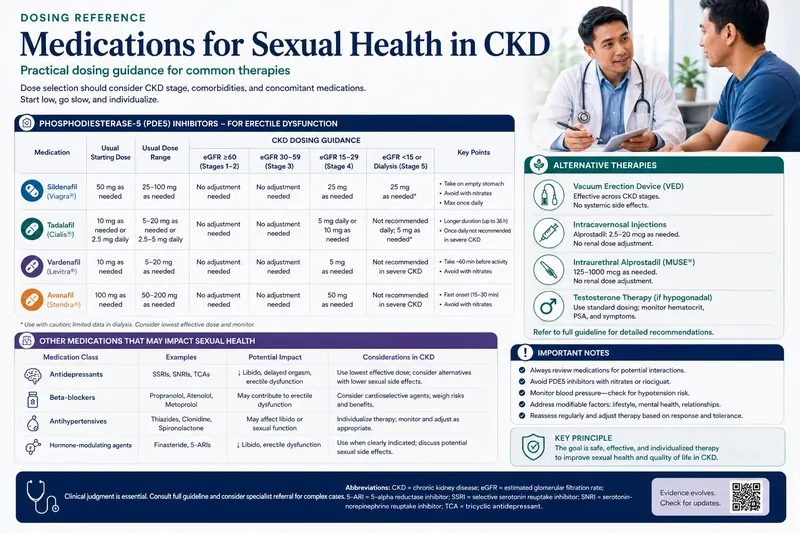 DOSING REFERENCE
Medications for Sexual Health in CKD
Practical dosing guidance for common therapies
Dose selection should consider CKD stage, comorbidities, and concomitant medications.
Start low, go slow, and individualize.
PHOSPHODIESTERASE-5 (PDE5) INHIBITORS – FOR ERECTILE DYSFUNCTION
CKD DOSING GUIDANCE
Medication
Usual
Starting Dose
Usual Dose
Range
eGFR ≥60
(Stages 1–2)
eGFR 30–59
(Stage 3)
eGFR 15–29
(Stage 4)
eGFR <15 or
Dialysis (Stage 5)
Key Points
Sildenafil
(Viagra®)
50 mg as
needed
25–100 mg
as needed
No adjustment
needed
No adjustment
needed
25 mg
as needed
25 mg
as needed*
• Take on empty stomach
• Avoid with nitrates
• Max once daily
Tadalafil
(Cialis®)
10 mg as
needed or
2.5 mg daily
5–20 mg as
needed or
2.5–5 mg daily
No adjustment
needed
No adjustment
needed
5 mg daily or
10 mg as
needed
Not recommended
daily; 5 mg as
needed*
• Longer duration (up to 36 h)
• Once daily not recommended
in severe CKD
Vardenafil
(Levitra®)
10 mg as
needed
5–20 mg
as needed
No adjustment
needed
No adjustment
needed
5 mg
as needed
Not recommended
in severe CKD
• Take ~60 min before activity
• Avoid with nitrates
Avanafil
(Stendra®)
100 mg as
needed
50–200 mg
as needed
No adjustment
needed
No adjustment
needed
50 mg
as needed
Not recommended
in severe CKD
• Fast onset (15–30 min)
• Avoid with nitrates
* Use with caution; limited data in dialysis. Consider lowest effective dose and monitor.
OTHER MEDICATIONS THAT MAY IMPACT SEXUAL HEALTH
Medication Class
Examples
Potential Impact
Considerations in CKD
Antidepressants
SSRIs, SNRIs, TCAs
↓ Libido, delayed orgasm,
erectile dysfunction
Use lowest effective dose; consider alternatives
with lower sexual side effects.
Beta-blockers
Propranolol, Atenolol,
Metoprolol
May contribute to erectile
dysfunction
Consider cardioselective agents; weigh risks
and benefits.
Antihypertensives
Thiazides, Clonidine,
Spironolactone
May affect libido or
sexual function
Individualize therapy; monitor and adjust as
appropriate.
Hormone-modulating agents
Finasteride, 5-ARIs
↓ Libido, erectile dysfunction
Use when clearly indicated; discuss potential
sexual side effects.
ALTERNATIVE THERAPIES
Vacuum Erection Device (VED)
Effective across CKD stages.
No systemic side effects.
Intracavernosal Injections
Alprostadil: 2.5–20 mcg as needed.
No renal dose adjustment.
Intraurethral Alprostadil (MUSE®)
125–1000 mcg as needed.
No renal dose adjustment.
Testosterone Therapy (if hypogonadal)
Use standard dosing; monitor hematocrit,
PSA, and symptoms.
Refer to full guideline for detailed recommendations.
IMPORTANT NOTES
Always review medications for potential interactions.
Avoid PDE5 inhibitors with nitrates or riociguat.
Monitor blood pressure—check for hypotension risk.
Address modifiable factors: lifestyle, mental health, relationships.
Reassess regularly and adjust therapy based on response and tolerance.
KEY PRINCIPLE
The goal is safe, effective, and individualized therapy
to improve sexual health and quality of life in CKD.
Clinical judgment is essential. Consult full guideline and consider specialist referral for complex cases.
Abbreviations: CKD = chronic kidney disease; eGFR = estimated glomerular filtration rate;
5-ARI = 5-alpha reductase inhibitor; SSRI = selective serotonin reuptake inhibitor; SNRI = serotonin-
norepinephrine reuptake inhibitor; TCA = tricyclic antidepressant.
Evidence evolves.
Check for updates.